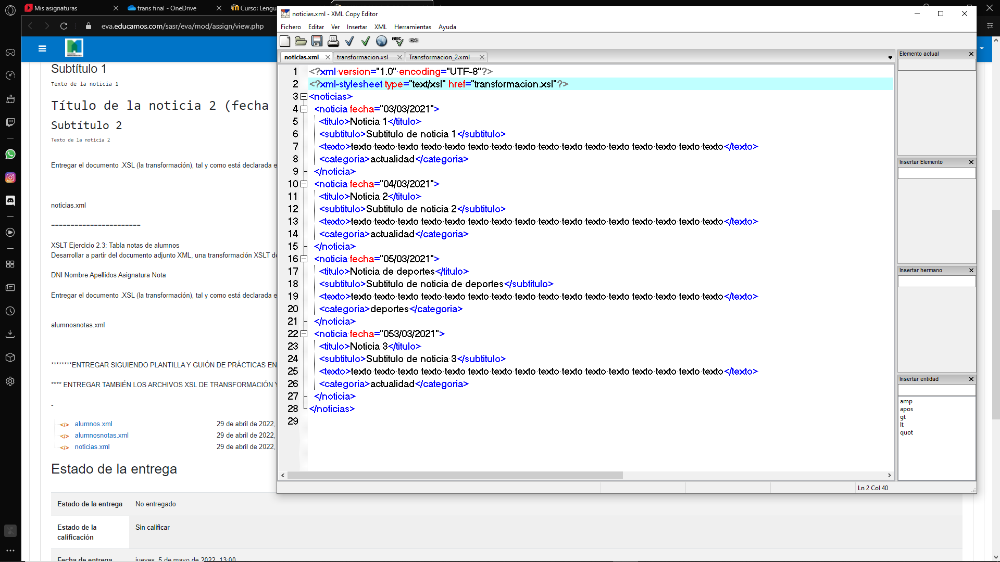 Mis asignaturas
trans final - OneDrive
Curso: Lengu
eva.educamos.com/sasr/eva/mod/assign/view.php
Subtítulo 1
Texto de la noticia 1
Título de la noticia 2 (fecha
Subtítulo 2
Texto de la noticia 2
Entregar el documento .XSL (la transformación), tal y como está declarada e
noticias.xml
=======================
XSLT Ejercicio 2.3: Tabla notas de alumnos
Desarrollar a partir del documento adjunto XML, una transformación XSLT de
DNI Nombre Apellidos Asignatura Nota
Entregar el documento .XSL (la transformación), tal y como está declarada e
alumnosnotas.xml
********ENTREGAR SIGUIENDO PLANTILLA Y GUIÓN DE PRÁCTICAS EN
**** ENTREGAR TAMBIÉN LOS ARCHIVOS XSL DE TRANSFORMACIÓN Y
-
alumnos.xml 29 de abril de 2022,
alumnosnotas.xml 29 de abril de 2022,
noticias.xml 29 de abril de 2022,
Estado de la entrega
Estado de la entrega No entregado
Estado de la calificación Sin calificar
Fecha de entrega jueves, 5 de mayo de 2022, 13:00
noticias.xml - XML Copy Editor
Fichero Editar Ver Insertar XML Herramientas Ayuda
ABC
noticias.xml transformacion.xsl Transformacion_2.xml
1 <?xml version="1.0" encoding="UTF-8"?>
2 <?xml-stylesheet type="text/xsl" href="transformacion.xsl"?>
3 <noticias>
4 <noticia fecha="03/03/2021">
5 <titulo>Noticia 1</titulo>
6 <subtitulo>Subtitulo de noticia 1</subtitulo>
7 <texto>texto texto texto texto texto texto texto texto texto texto texto texto texto texto texto texto</texto>
8 <categoria>actualidad</categoria>
9 </noticia>
10 <noticia fecha="04/03/2021">
11 <titulo>Noticia 2</titulo>
12 <subtitulo>Subtitulo de noticia 2</subtitulo>
13 <texto>texto texto texto texto texto texto texto texto texto texto texto texto texto texto texto texto</texto>
14 <categoria>actualidad</categoria>
15 </noticia>
16 <noticia fecha="05/03/2021">
17 <titulo>Noticia de deportes</titulo>
18 <subtitulo>Subtitulo de noticia de deportes</subtitulo>
19 <texto>texto texto texto texto texto texto texto texto texto texto texto texto texto texto texto texto</texto>
20 <categoria>deportes</categoria>
21 </noticia>
22 <noticia fecha="053/03/2021">
23 <titulo>Noticia 3</titulo>
24 <subtitulo>Subtitulo de noticia 3</subtitulo>
25 <texto>texto texto texto texto texto texto texto texto texto texto texto texto texto texto texto texto</texto>
26 <categoria>actualidad</categoria>
27 </noticia>
28 </noticias>
29
Ln 2 Col 40
Elemento actual
Insertar Elemento
Insertar hermano
Insertar entidad
amp
apos
gt
lt
quot